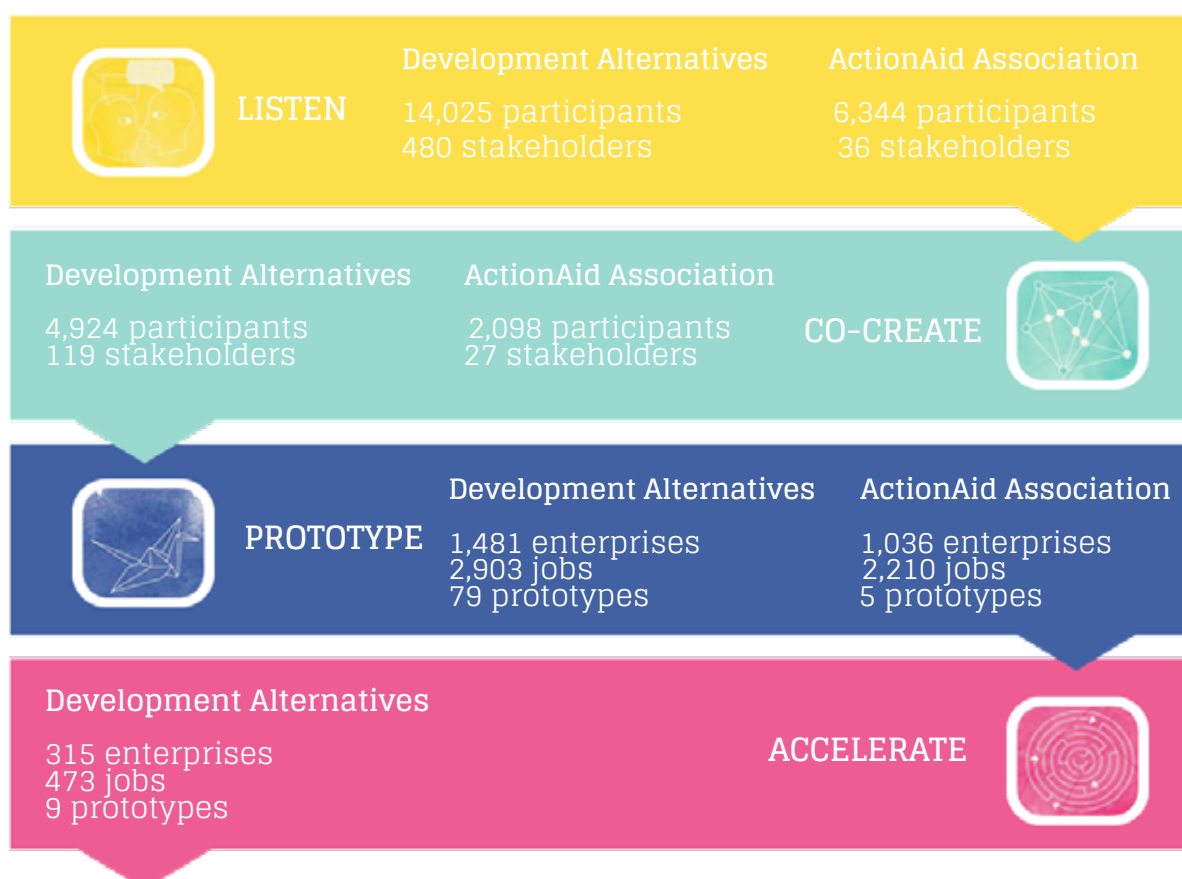 LISTEN
Development Alternatives
14,025 participants
480 stakeholders
ActionAid Association
6,344 participants
36 stakeholders
Development Alternatives
4,924 participants
119 stakeholders
ActionAid Association
2,098 participants
27 stakeholders
CO-CREATE
PROTOTYPE
Development Alternatives
1,481 enterprises
2,903 jobs
79 prototypes
ActionAid Association
1,036 enterprises
2,210 jobs
5 prototypes
Development Alternatives
315 enterprises
473 jobs
9 prototypes
ACCELERATE